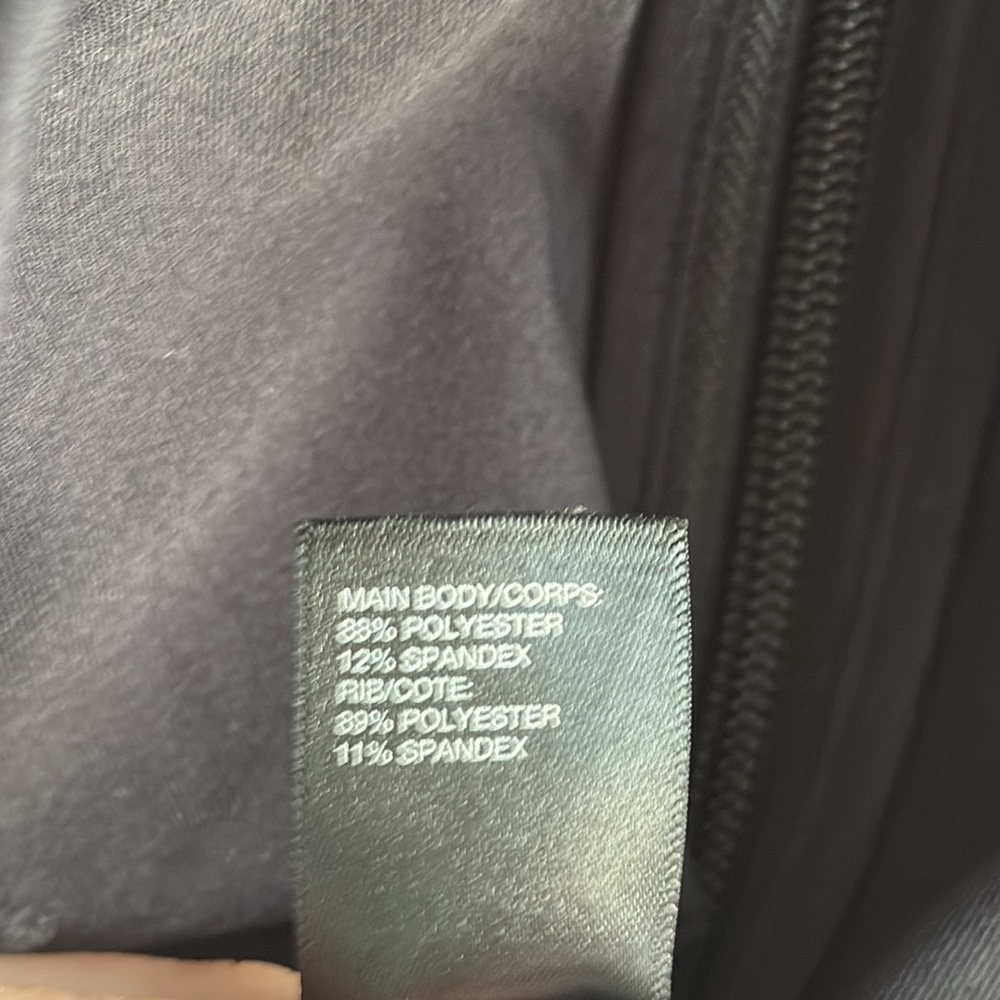 MAIN BODY/CORPS:
88% POLYESTER
12% SPANDEX
RIB/COTE:
89% POLYESTER
11% SPANDEX